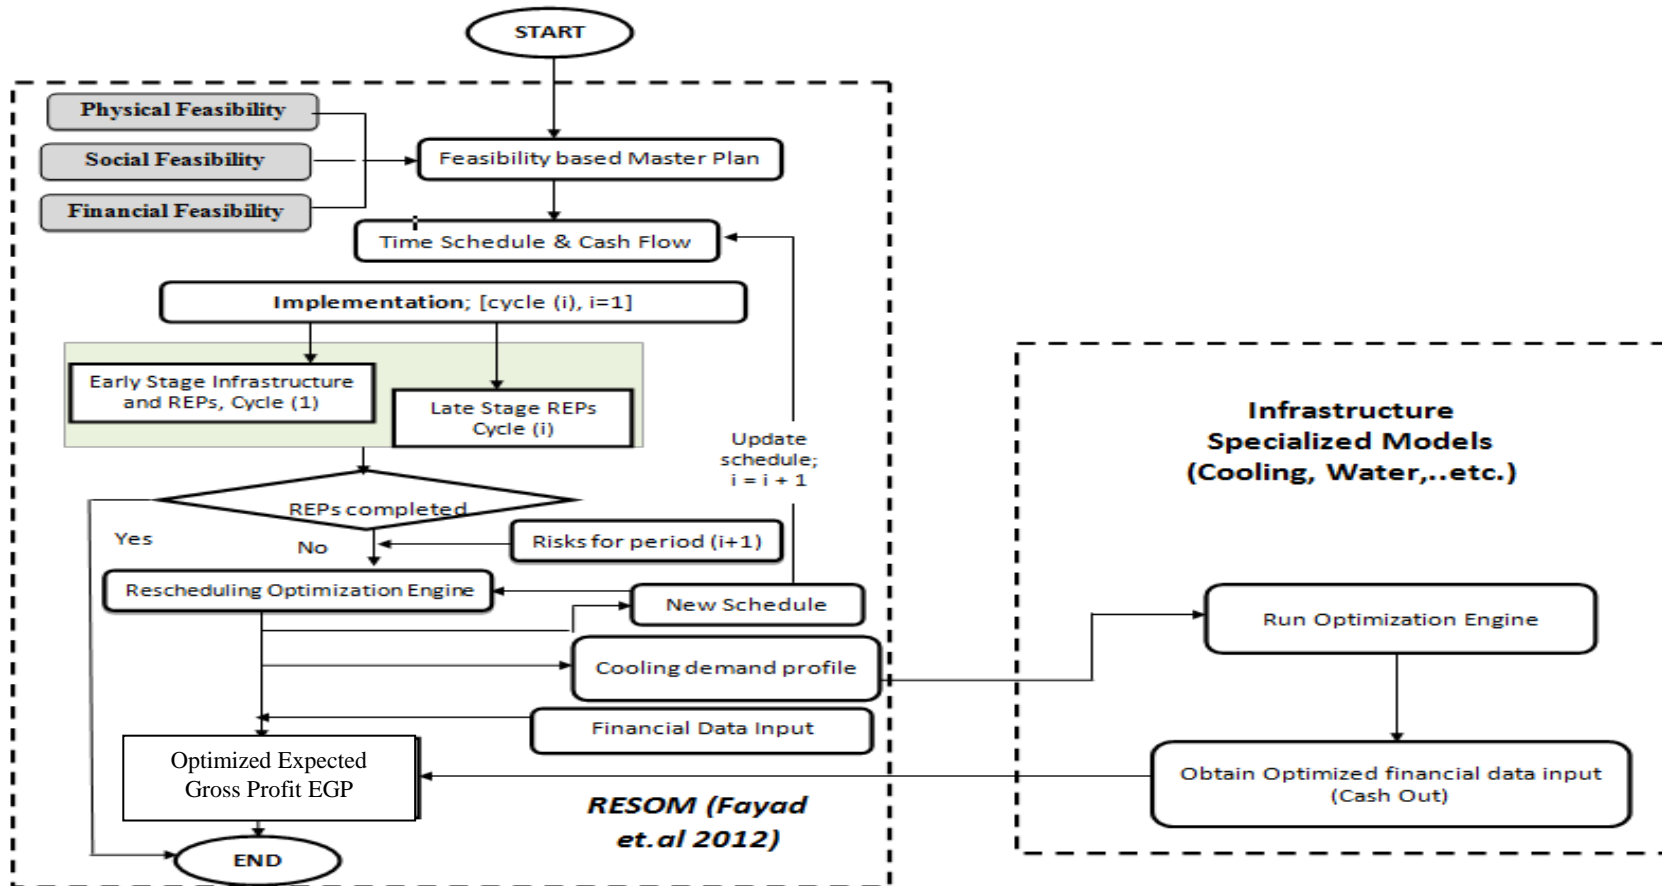 START
Physical Feasibility
Social Feasibility
Financial Feasibility
Feasibility based Master Plan
Time Schedule & Cash Flow
Implementation; [cycle (i), i=1]
Early Stage Infrastructure
and REPs, Cycle (1)
Late Stage REPs
Cycle (i)
Update
schedule;
i = i + 1
REPs completed
Yes
No
Risks for period (i+1)
Rescheduling Optimization Engine
New Schedule
Cooling demand profile
Financial Data Input
Optimized Expected
Gross Profit EGP
RESOM (Fayad
et.al 2012)
END
Infrastructure
Specialized Models
(Cooling, Water,..etc.)
Run Optimization Engine
Obtain Optimized financial data input
(Cash Out)